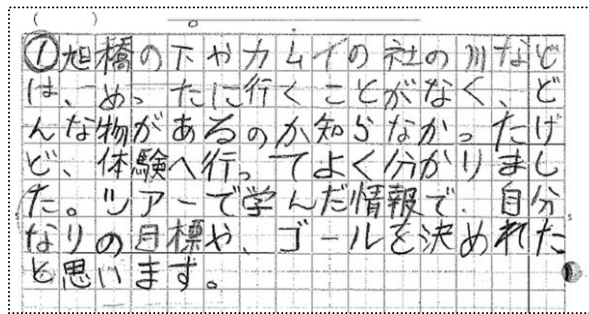 ①旭橋の下やカムイの社の川など
は、めったに行くことがなく、ど
んな物があるのか知らなかったけ
ど、体験へ行ってよく分かりまし
た。ツアーで学んだ情報で、自分
なりの目標や、ゴールを決めれた
と思います。